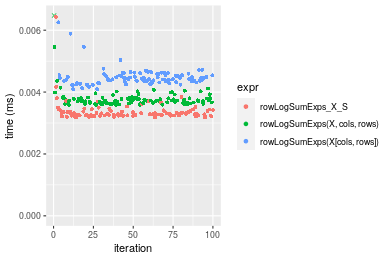 0.006
0.004
0.002
0.000
time (ms)
0
25
50
75
100
iteration
expr
rowLogSumExps_X_S
rowLogSumExps(X, cols, rows)
rowLogSumExps(X[cols, rows])